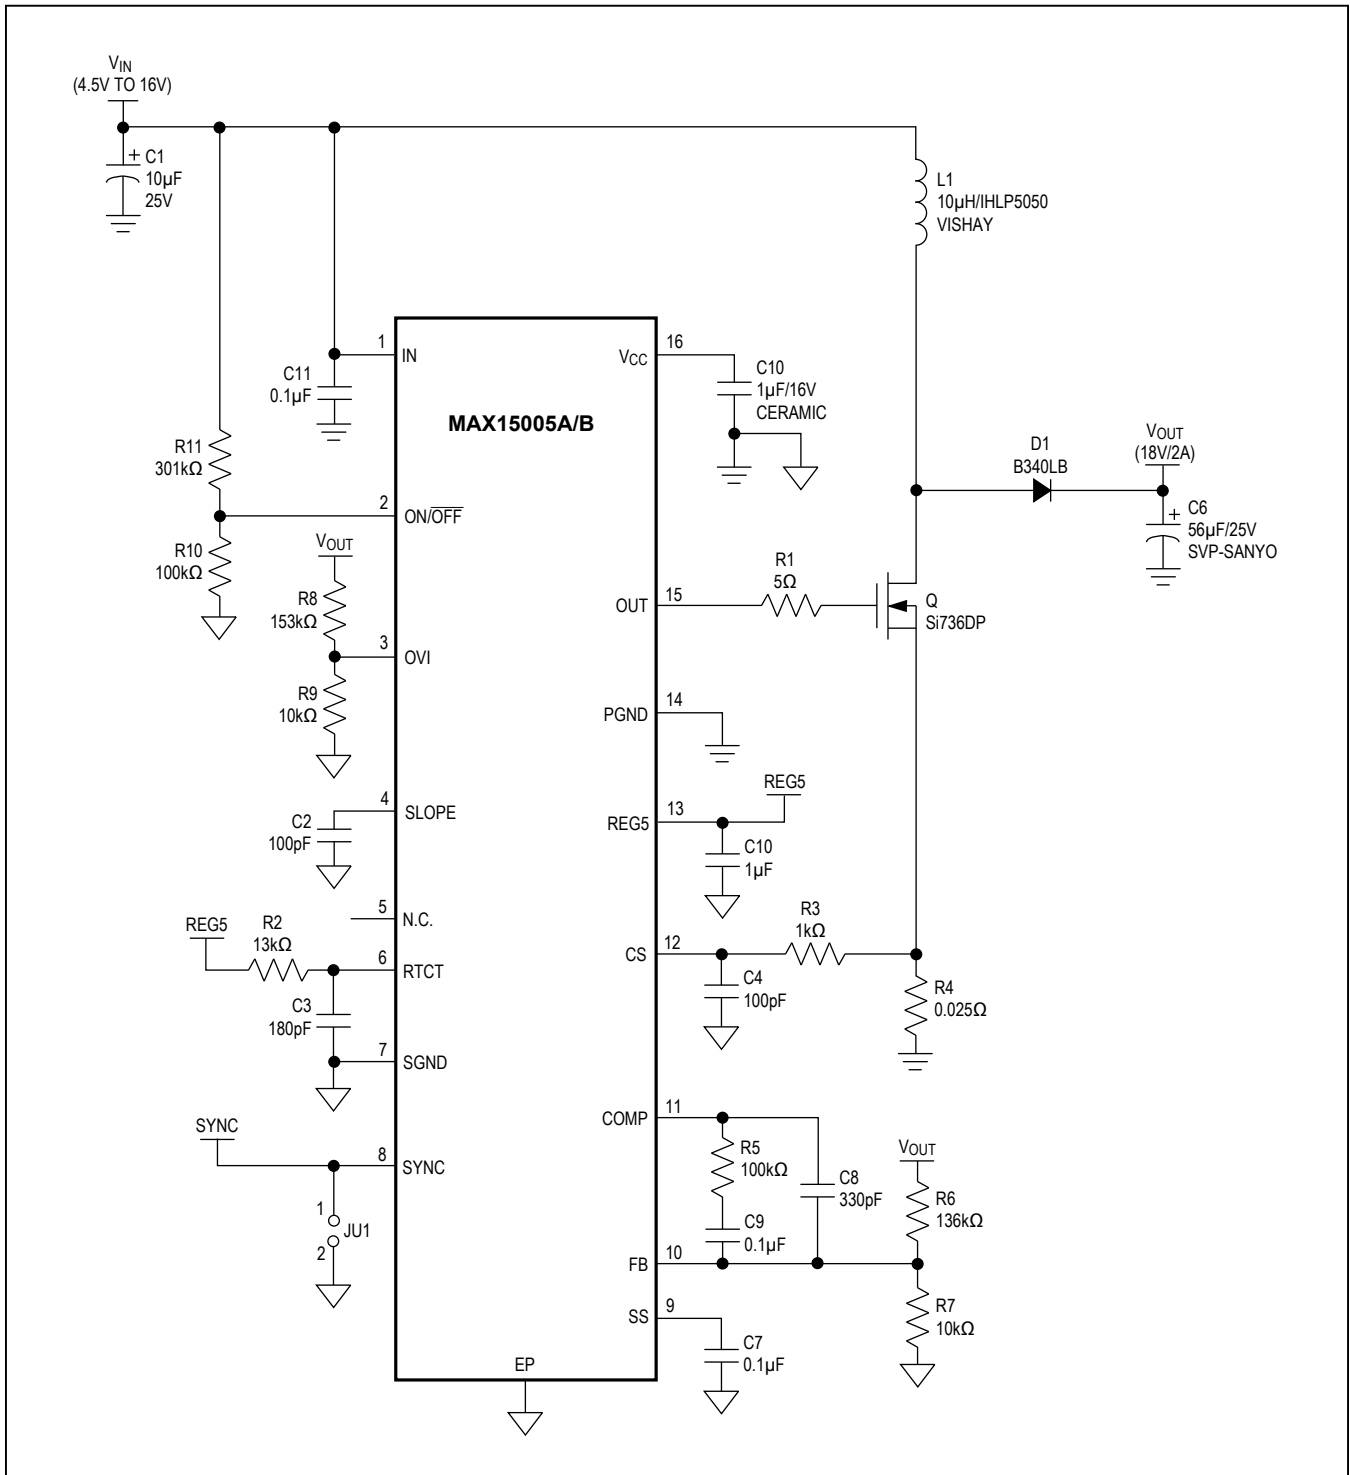 VIN
(4.5V TO 16V)
+ C1
10µF
25V
L1
10µH/IHLP5050
VISHAY
1
IN
C11
0.1µF
MAX15005A/B
16
VCC
C10
1µF/16V
CERAMIC
R11
301kΩ
2
ON/OFF
R10
100kΩ
D1
B340LB
VOUT
(18V/2A)
+ C6
56µF/25V
SVP-SANYO
VOUT
R8
153kΩ
3
OVI
R9
10kΩ
15
OUT
R1
5Ω
Q
Si736DP
14
PGND
4
SLOPE
C2
100pF
13
REG5
REG5
C10
1µF
5
N.C.
REG5
R2
13kΩ
6
RTCT
C3
180pF
12
CS
R3
1kΩ
C4
100pF
R4
0.025Ω
7
SGND
SYNC
8
SYNC
1
2
JU1
11
COMP
R5
100kΩ
C8
330pF
C9
0.1µF
VOUT
R6
136kΩ
10
FB
R7
10kΩ
9
SS
C7
0.1µF
EP